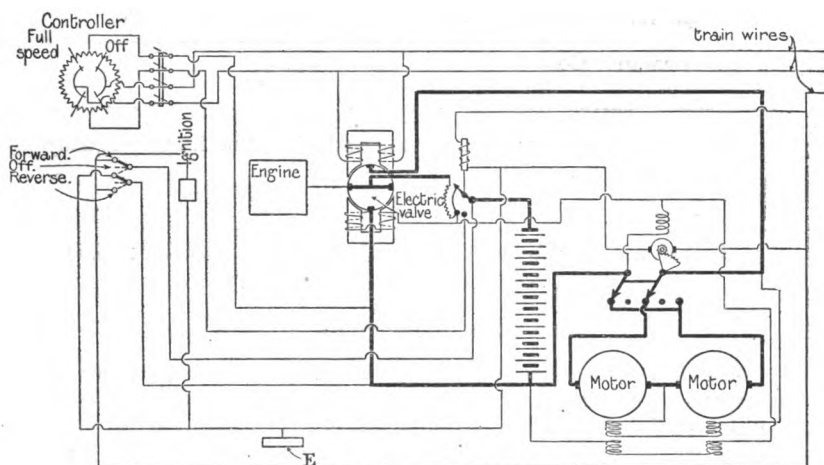 Controller
Full
speed
Off
train wires
Forward.
Off.
Reverse.
Ignition
Engine
Electric
valve
Motor
Motor
E